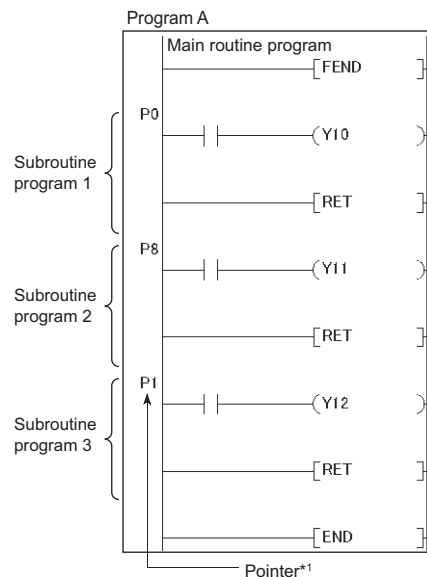 Program A
Main routine program
FEND
P0
Y10
Subroutine
program 1
RET
P8
Y11
Subroutine
program 2
RET
P1
Y12
Subroutine
program 3
RET
END
Pointer*1